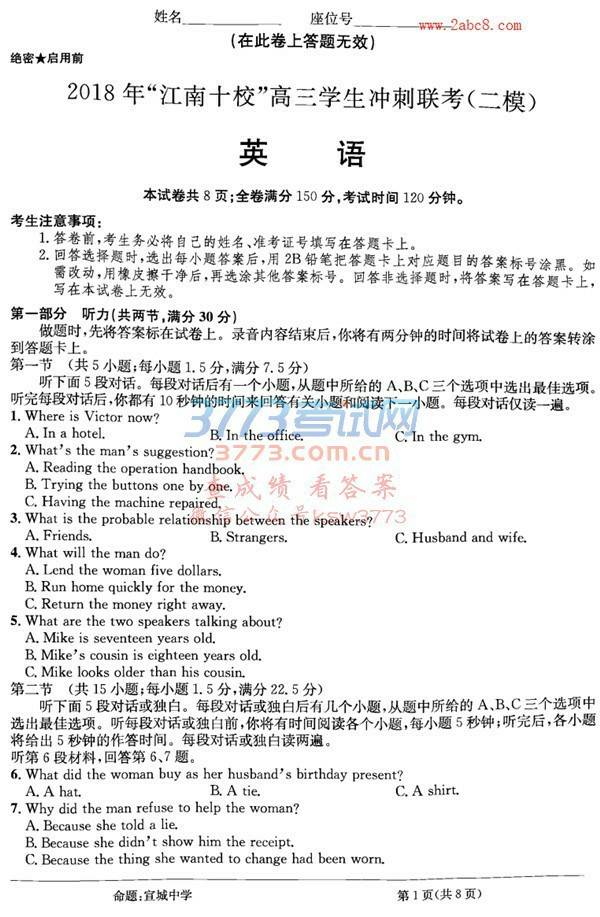 姓名 座位号
www.2abc8.com
(在此卷上答题无效)
绝密★启用前
2018年“江南十校”高三学生冲刺联考(二模)
英 语
本试卷共8页;全卷满分150分,考试时间120分钟。
考生注意事项:
1. 答卷前,考生务必将自己的姓名、准考证号填写在答题卡上。
2. 回答选择题时,选出每小题答案后,用2B铅笔把答题卡上对应题目的答案标号涂黑。如
需改动,用橡皮擦干净后,再选涂其他答案标号。回答非选择题时,将答案写在答题卡上,
写在本试卷上无效。
第一部分 听力(共两节,满分30分)
做题时,先将答案标在试卷上。录音内容结束后,你将有两分钟的时间将试卷上的答案转涂
到答题卡上。
第一节 (共5小题;每小题1.5分,满分7.5分)
听下面5段对话。每段对话后有一个小题,从题中所给的A、B、C三个选项中选出最佳选项。
听完每段对话后,你都有10秒钟的时间来回答有关小题和阅读下一小题。每段对话仅读一遍。
1. Where is Victor now?
A. In a hotel. B. In the office. C. In the gym.
2. What's the man's suggestion?
A. Reading the operation handbook.
B. Trying the buttons one by one.
C. Having the machine repaired.
3. What is the probable relationship between the speakers?
A. Friends. B. Strangers. C. Husband and wife.
4. What will the man do?
A. Lend the woman five dollars.
B. Run home quickly for the money.
C. Return the money right away.
5. What are the two speakers talking about?
A. Mike is seventeen years old.
B. Mike's cousin is eighteen years old.
C. Mike looks older than his cousin.
第二节 (共15小题;每小题1.5分,满分22.5分)
听下面5段对话或独白。每段对话或独白后有几个小题,从题中所给的A、B、C三个选项中
选出最佳选项。听每段对话或独白前,你将有时间阅读各个小题,每小题5秒钟;听完后,各小题
将给出5秒钟的作答时间。每段对话或独白读两遍。
听第6段材料,回答第6、7题。
6. What did the woman buy as her husband's birthday present?
A. A hat. B. A tie. C. A shirt.
7. Why did the man refuse to help the woman?
A. Because she told a lie.
B. Because she didn't show him the receipt.
C. Because the thing she wanted to change had been worn.
命题:宣城中学 第1页(共8页)
3773考试网
3773.com.cn
查成绩 看答案
微信公众号ksw3773